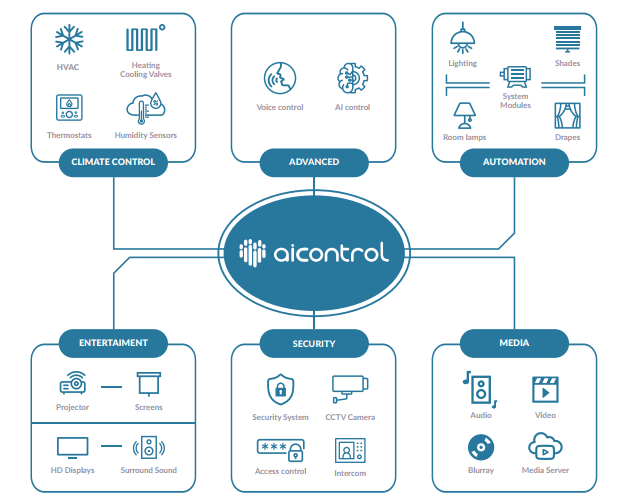 HVAC
Heating
Cooling Valves
Thermostats
Humidity Sensors
CLIMATE CONTROL
Voice control
AI control
ADVANCED
Lighting
Shades
System
Modules
Room lamps
Drapes
AUTOMATION
aicontrol
ENTERTAIMENT
Projector
Screens
HD Displays
Surround Sound
SECURITY
Security System
CCTV Camera
Access control
Intercom
MEDIA
Audio
Video
Blurray
Media Server